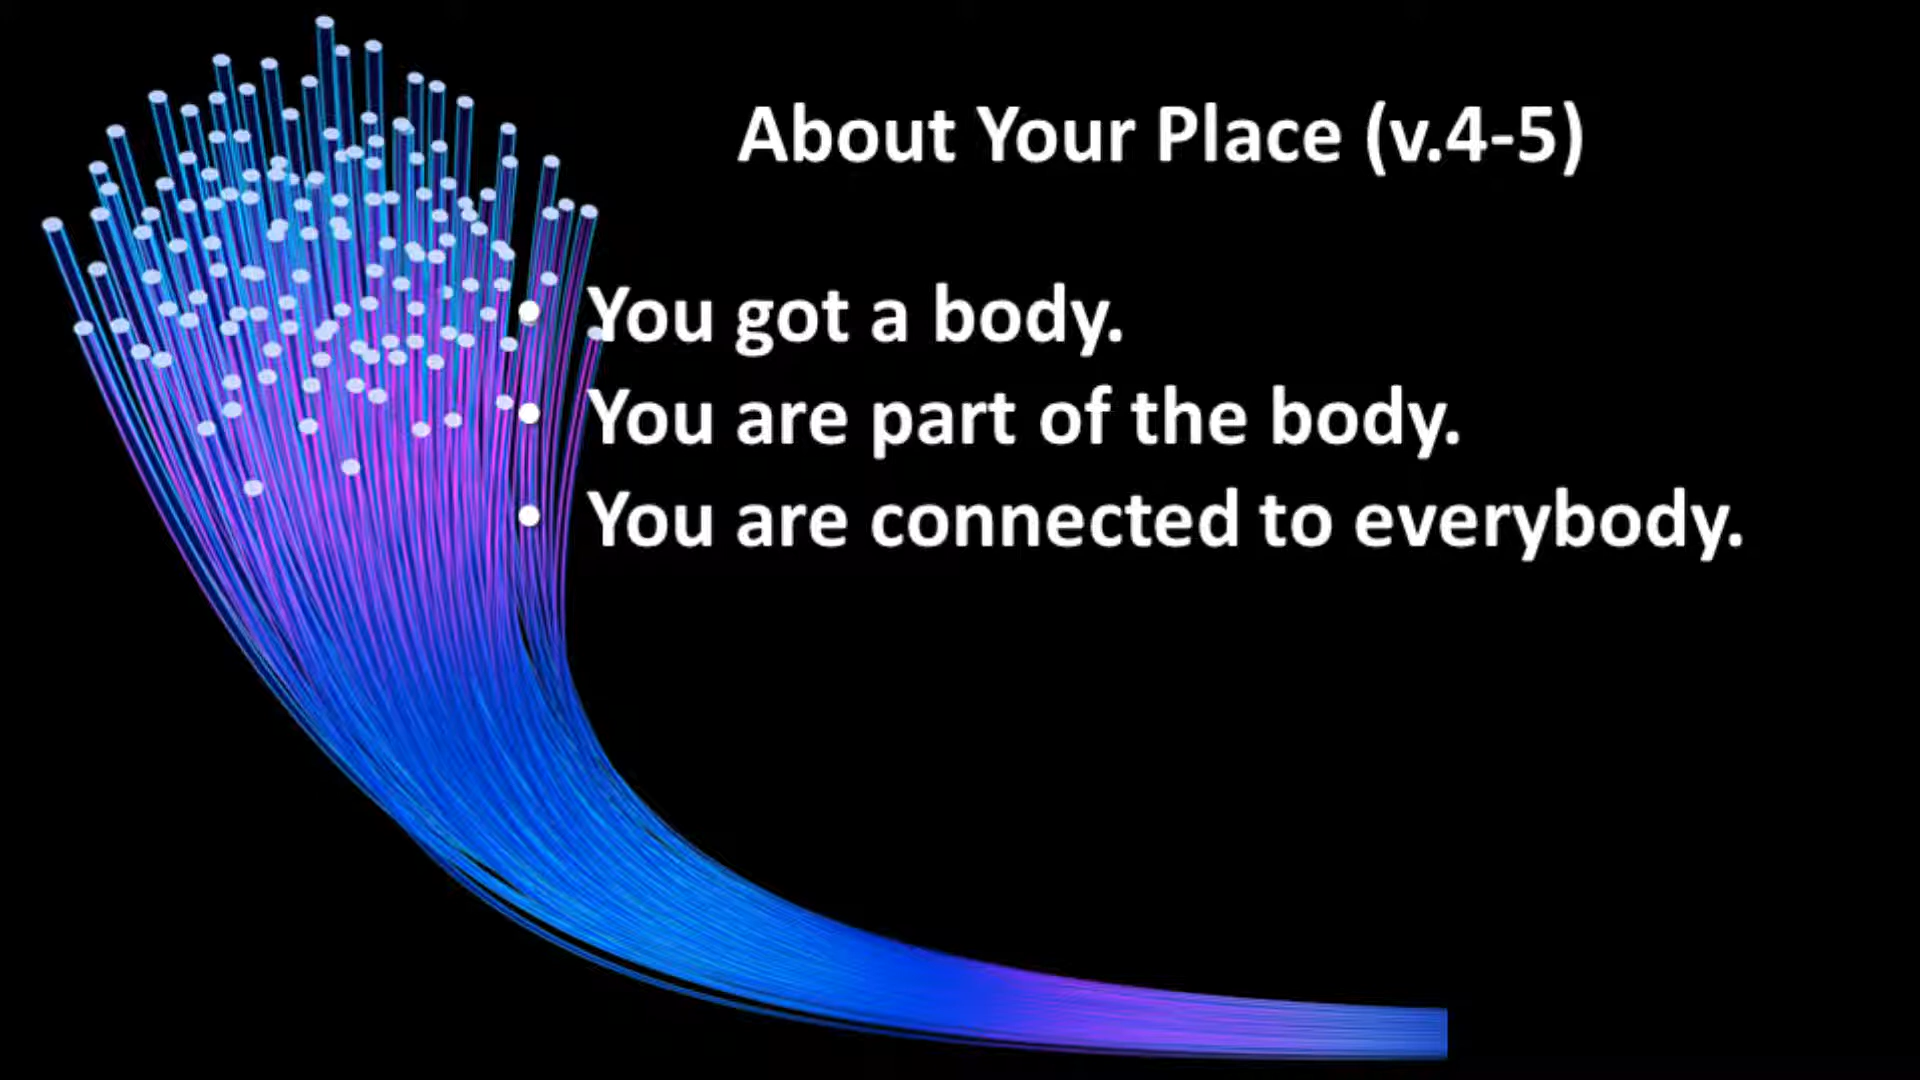 About Your Place (v.4-5)
• You got a body.
• You are part of the body.
• You are connected to everybody.